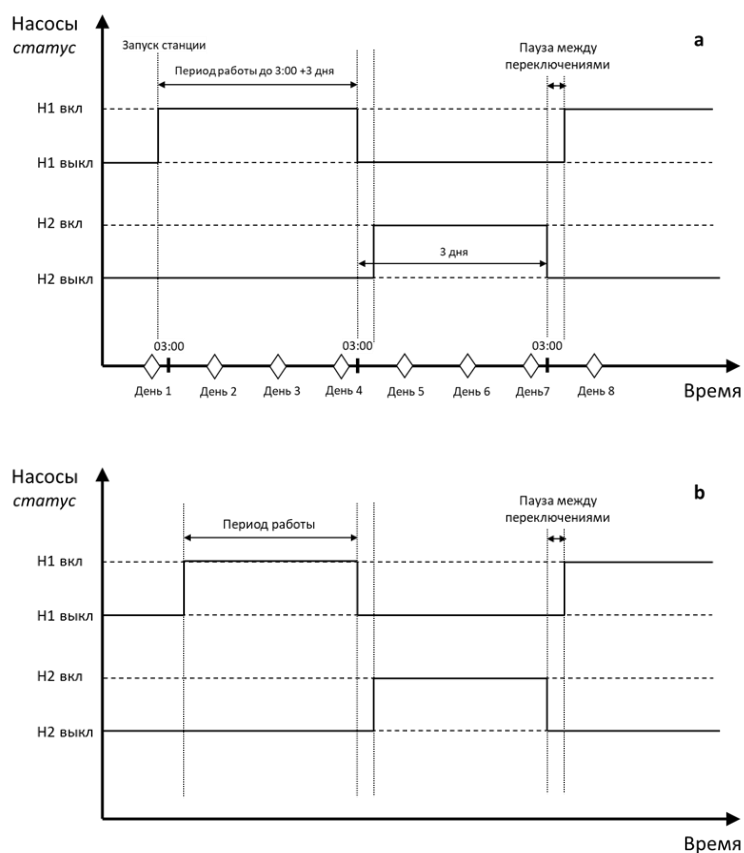 Насосы
статус
a
Запуск станции
Период работы до 3:00 +3 дня
Пауза между
переключениями
Н1 вкл
Н1 выкл
Н2 вкл
3 дня
Н2 выкл
03:00
03:00
03:00
День 1
День 2
День 3
День 4
День 5
День 6
День7
День 8
Время
Насосы
статус
b
Пауза между
переключениями
Период работы
Н1 вкл
Н1 выкл
Н2 вкл
Н2 выкл
Время